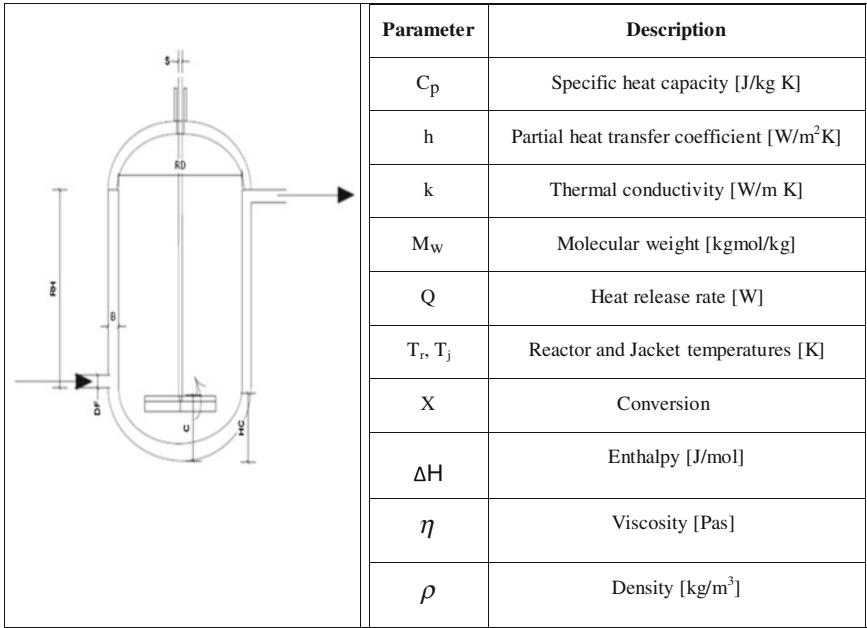 S
RD
RH
B
DF
C
HC
Parameter Description
Cp Specific heat capacity [J/kg K]
h Partial heat transfer coefficient [W/m²K]
k Thermal conductivity [W/m K]
Mw Molecular weight [kgmol/kg]
Q Heat release rate [W]
Tr, Tj Reactor and Jacket temperatures [K]
X Conversion
ΔH Enthalpy [J/mol]
η Viscosity [Pas]
ρ Density [kg/m³]